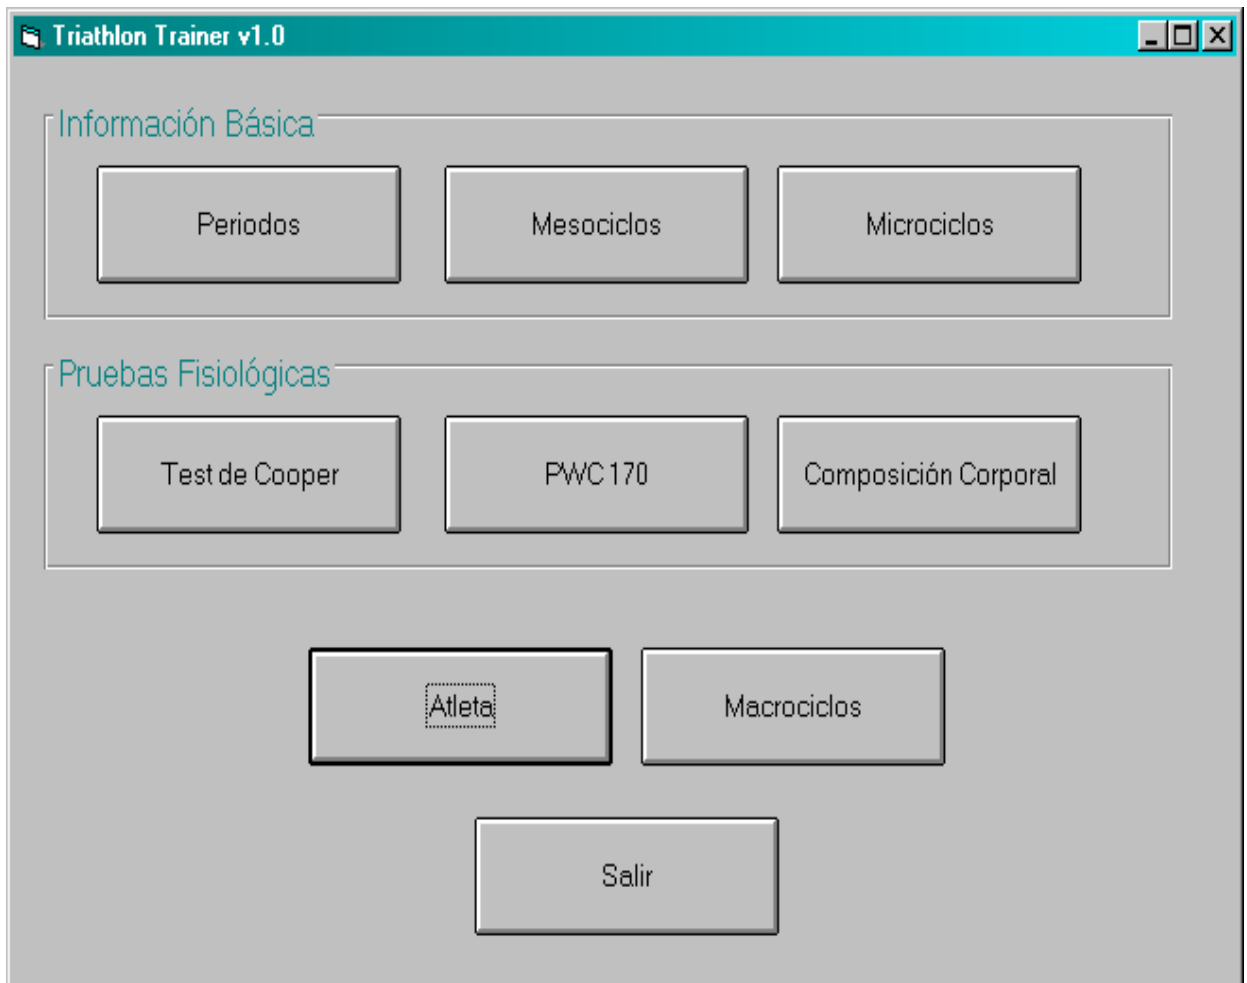 Triathlon Trainer v1.0
Información Básica
Periodos
Mesociclos
Microciclos
Pruebas Fisiológicas
Test de Cooper
PWC 170
Composición Corporal
Atleta
Macrociclos
Salir